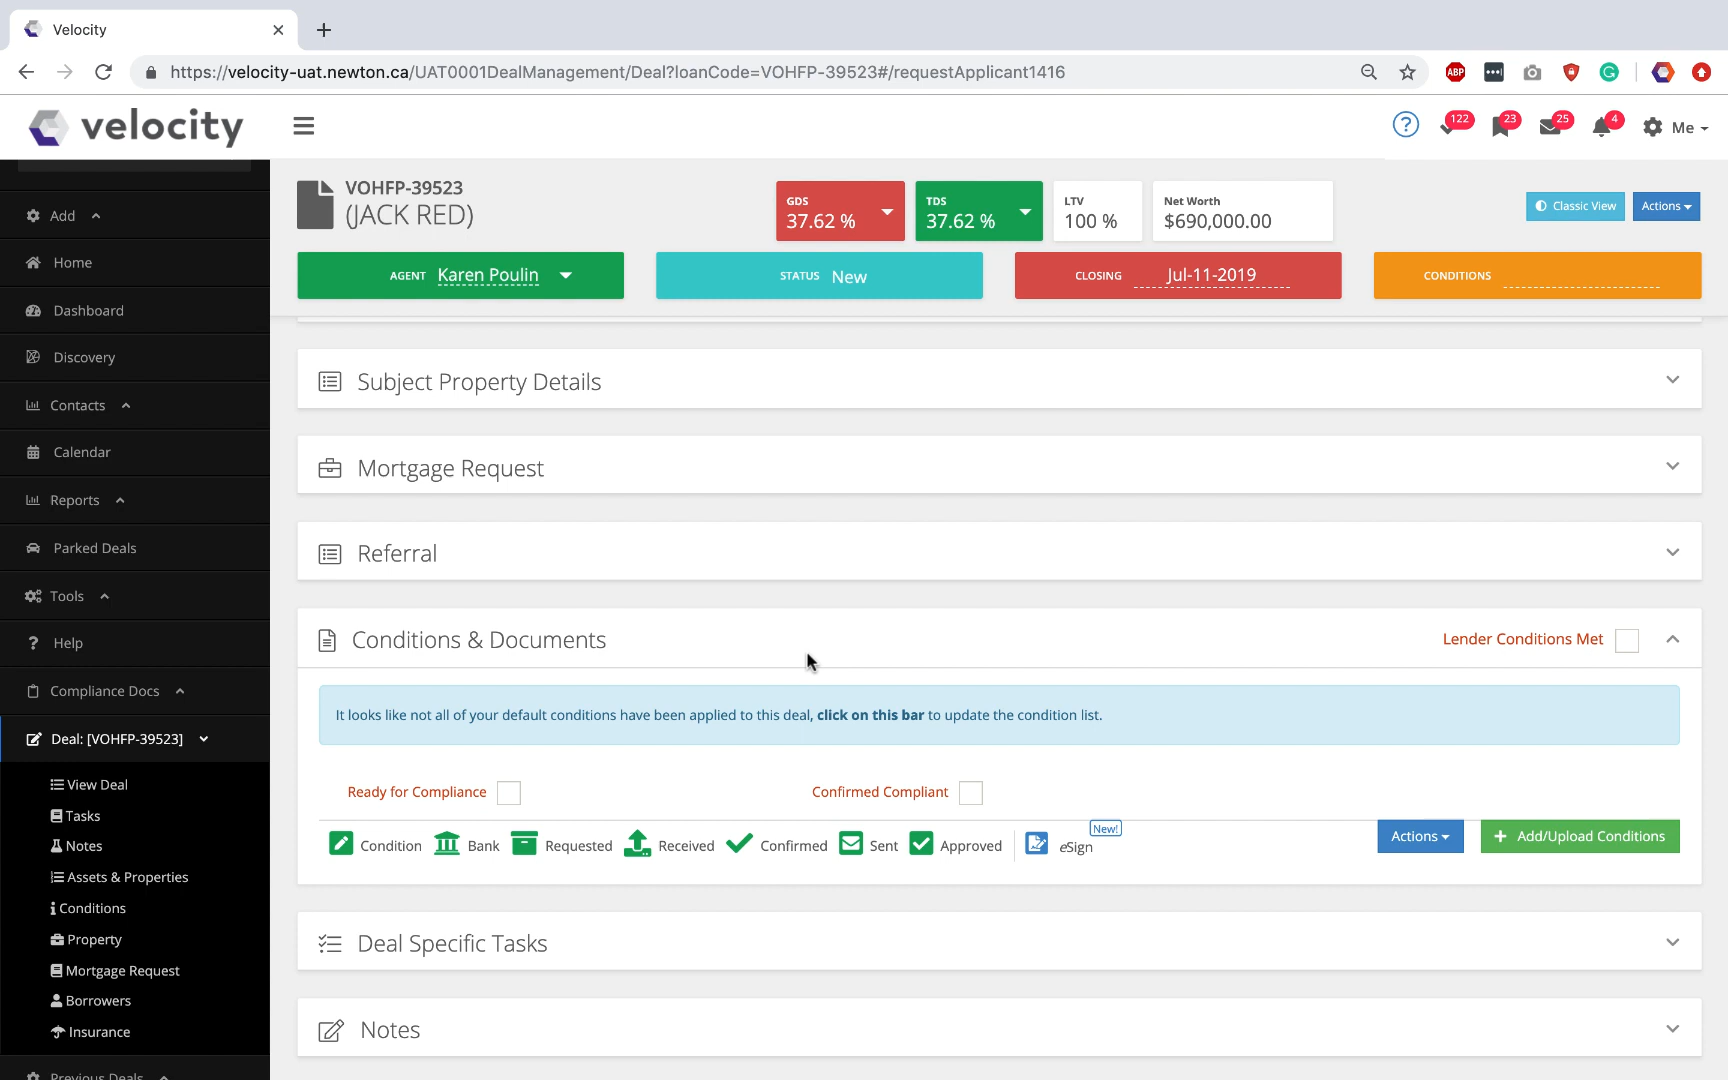 Velocity
https://velocity-uat.newton.ca/UAT0001DealManagement/Deal?loanCode=VOHFP-39523#/requestApplicant1416
ABP
velocity
?
122
23
25
4
Me
Add
Home
Dashboard
Discovery
Contacts
Calendar
Reports
Parked Deals
Tools
? Help
Compliance Docs
Deal: [VOHFP-39523]
View Deal
Tasks
Notes
Assets & Properties
Conditions
Property
Mortgage Request
Borrowers
Insurance
Previous Deals
VOHFP-39523
(JACK RED)
GDS
37.62 %
TDS
37.62 %
LTV
100 %
Net Worth
$690,000.00
Classic View
Actions
AGENT Karen Poulin
STATUS New
CLOSING Jul-11-2019
CONDITIONS
Subject Property Details
Mortgage Request
Referral
Conditions & Documents
Lender Conditions Met
It looks like not all of your default conditions have been applied to this deal, click on this bar to update the condition list.
Ready for Compliance
Confirmed Compliant
Condition
Bank
Requested
Received
Confirmed
Sent
Approved
New!
eSign
Actions
+ Add/Upload Conditions
Deal Specific Tasks
Notes